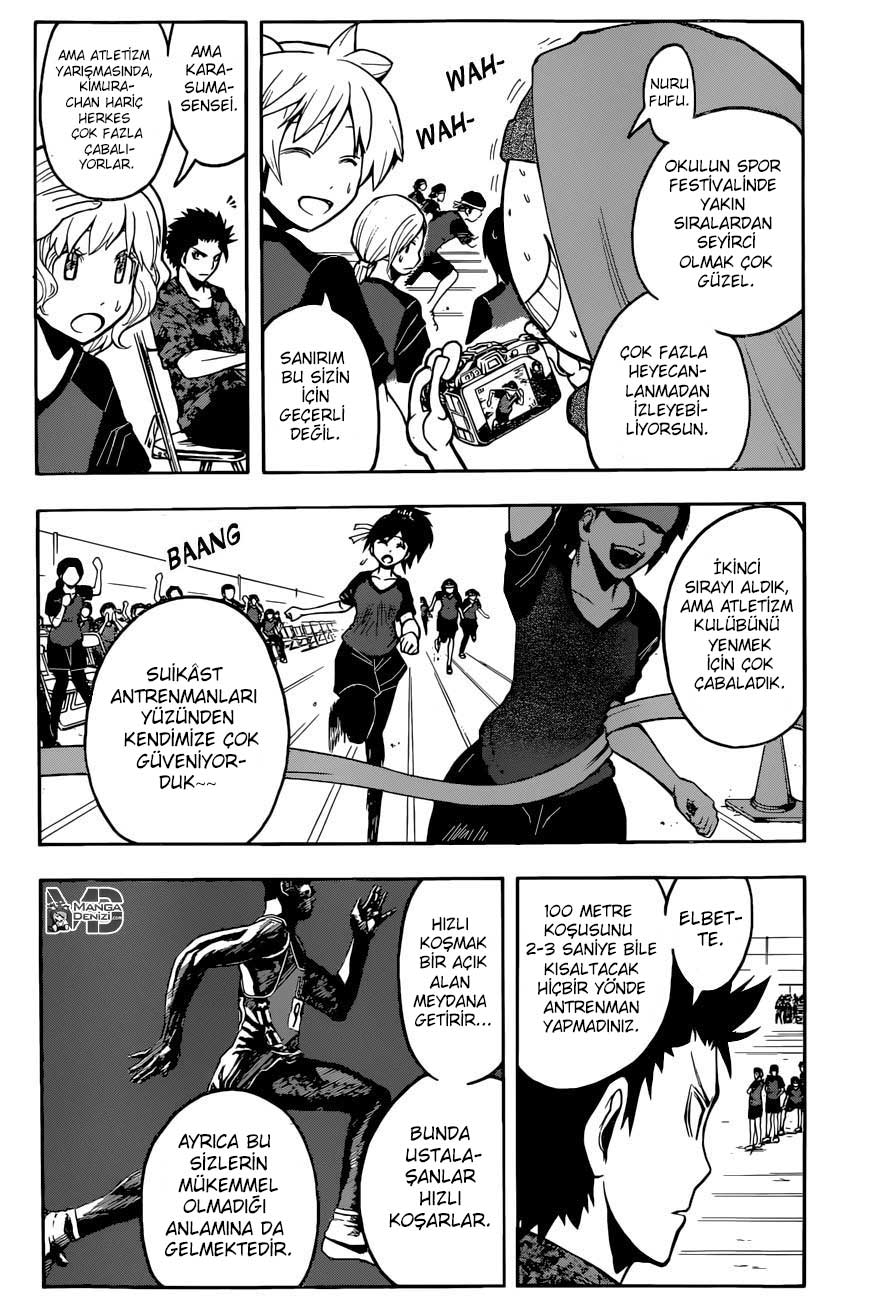 WAH-
WAH-
NURU
FUFU.
OKULUN SPOR
FESTİVALİNDE
YAKIN
SIRALARDAN
SEYİRCİ
OLMAK ÇOK
GÜZEL.
ÇOK FAZLA
HEYECAN-
LANMADAN
İZLEYEBİ-
LİYORSUN.
SANIRIM
BU SİZİN
İÇİN
GEÇERLİ
DEĞİL.
AMA
KARA-
SUMA-
SENSEİ.
AMA ATLETİZM
YARIŞMASINDA,
KİMURA-
CHAN HARİÇ
HERKES
ÇOK FAZLA
ÇABALI-
YORLAR.
İKİNCİ
SIRAYI ALDIK,
AMA ATLETİZM
KULÜBÜNÜ
YENMEK
İÇİN ÇOK
ÇABALADIK.
BAANG
SUİKÂST
ANTRENMANLARI
YÜZÜNDEN
KENDİMİZE ÇOK
GÜVENİYOR-
DUK~~
ELBET-
TE.
100 METRE
KOŞUSUNU
2-3 SANİYE BİLE
KISALTACAK
HİÇBİR YÖNDE
ANTRENMAN
YAPMADINIZ.
HIZLI
KOŞMAK
BİR AÇIK
ALAN
MEYDANA
GETİRİR...
BUNDA
USTALA-
ŞANLAR
HIZLI
KOŞARLAR.
AYRICA BU
SİZLERİN
MÜKEMMEL
OLMADIĞI
ANLAMINA DA
GELMEKTEDİR.
MANGA
DENİZİ.com